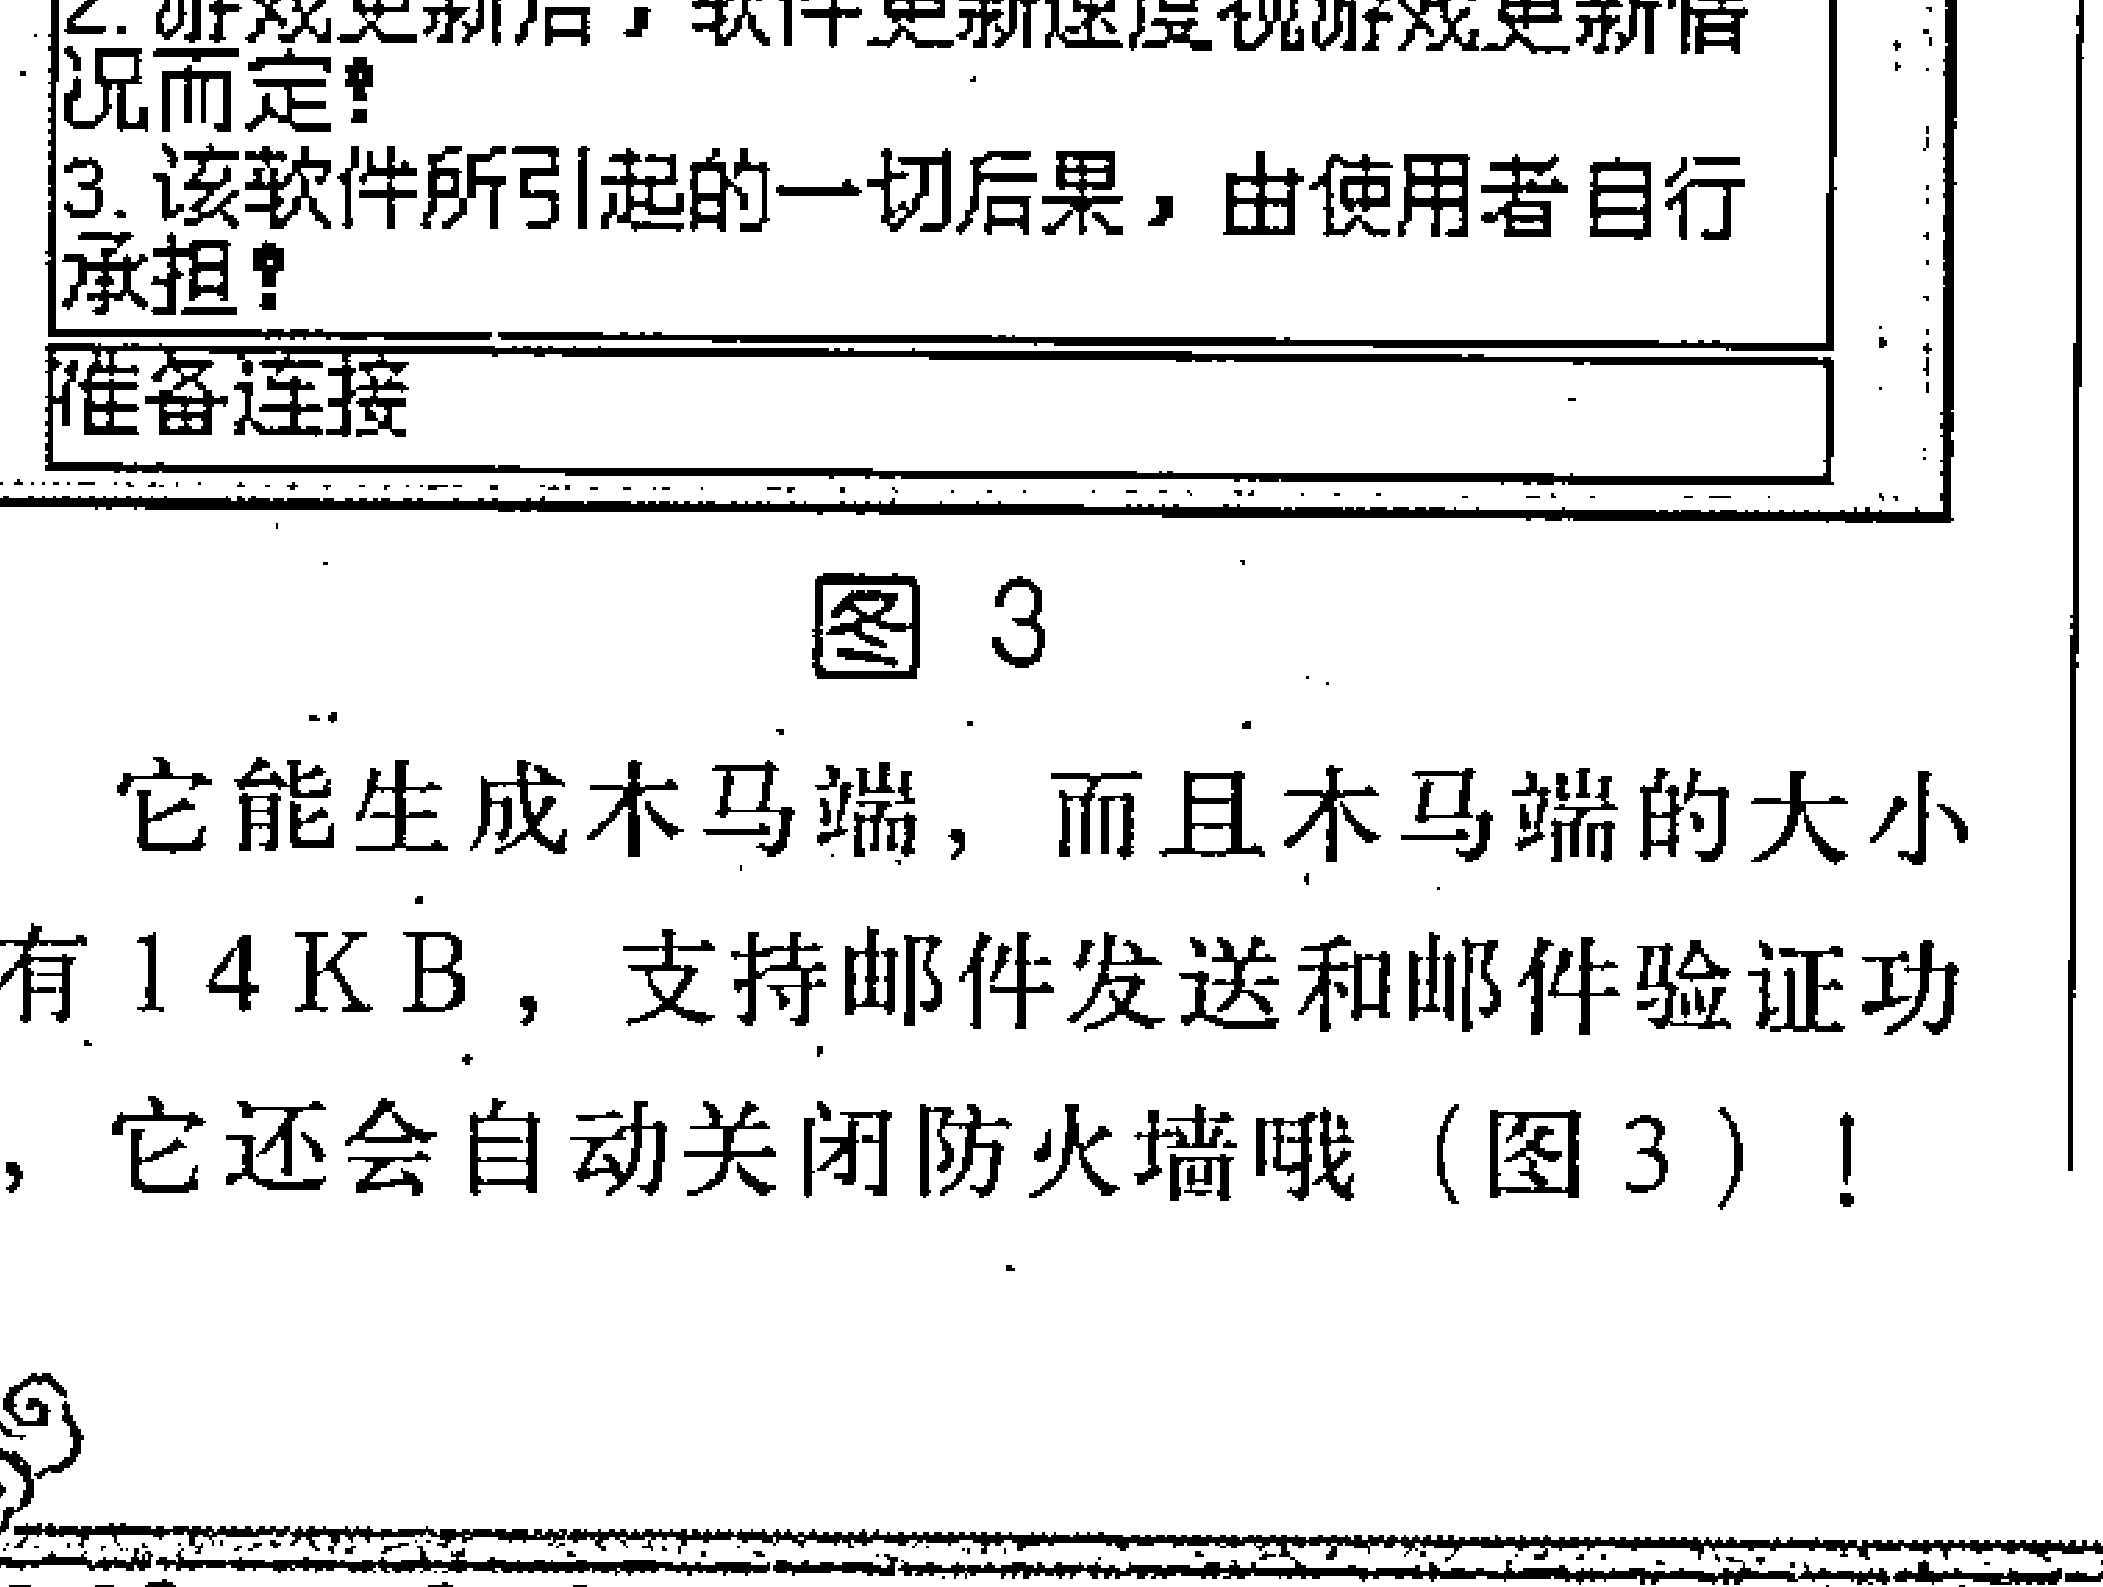 2. 游戏更新后，软件更新速度视游戏更新情
况而定！
3. 该软件所引起的一切后果，由使用者自行
承担！
准备连接
图 3
它能生成木马端，而且木马端的大小
有14KB，支持邮件发送和邮件验证功
，它还会自动关闭防火墙哦（图3）！